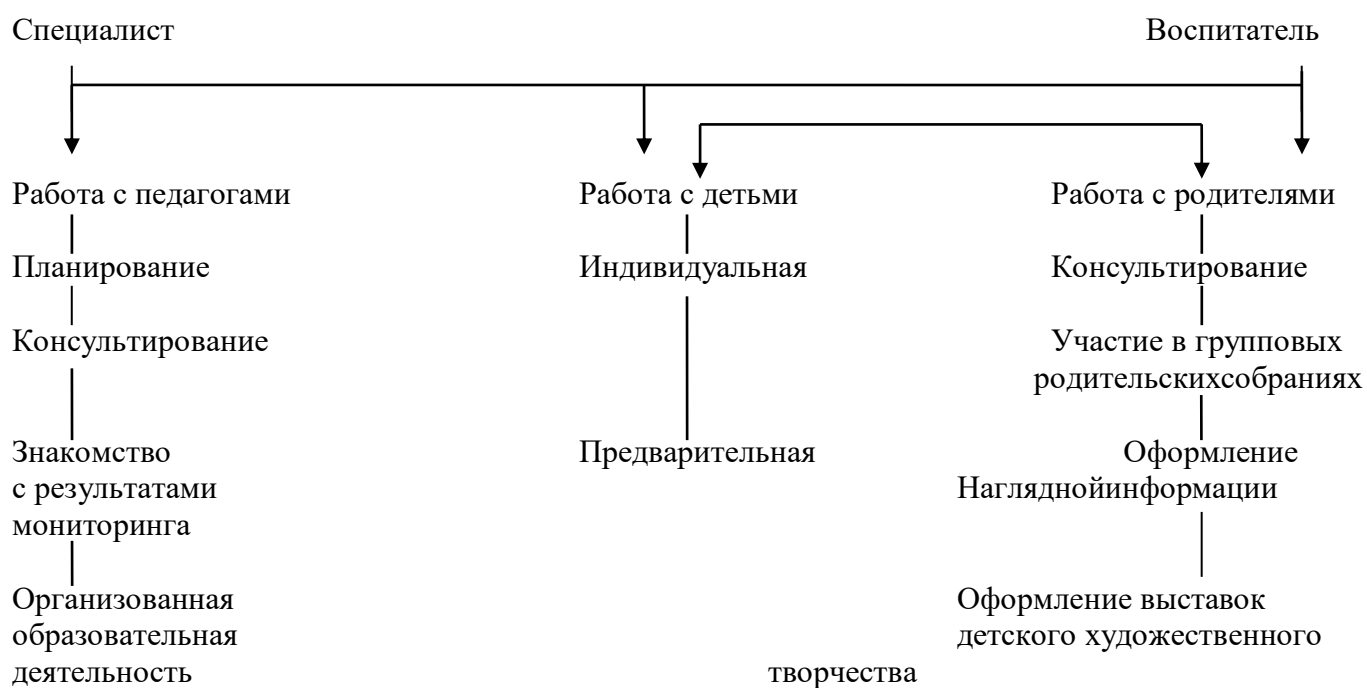 Специалист
Воспитатель
Работа с педагогами
Работа с детьми
Работа с родителями
Планирование
Индивидуальная
Консультирование
Консультирование
Участие в групповых
родительскихсобраниях
Знакомство
с результатами
мониторинга
Предварительная
Оформление
Нагляднойинформации
Организованная
образовательная
деятельность
Оформление выставок
детского художественного
творчества